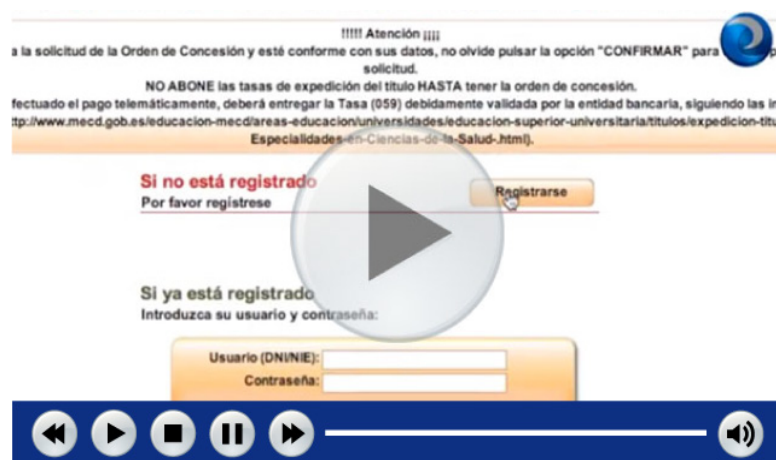 !!!!! Atención ¡¡¡¡
a la solicitud de la Orden de Concesión y esté conforme con sus datos, no olvide pulsar la opción "CONFIRMAR" para
solicitud.
NO ABONE las tasas de expedición del título HASTA tener la orden de concesión.
fectuado el pago telemáticamente, deberá entregar la Tasa (059) debidamente validada por la entidad bancaria, siguiendo las in
ttp://www.mecd.gob.es/educacion-mecd/areas-educacion/universidades/educacion-superior-universitaria/titulos/expedicion-titu
Especialidades-en-Ciencias-de-la-Salud-.html).
Si no está registrado
Por favor regístrese
Registrarse
Si ya está registrado
Introduzca su usuario y contraseña:
Usuario (DNI/NIE):
Contraseña: